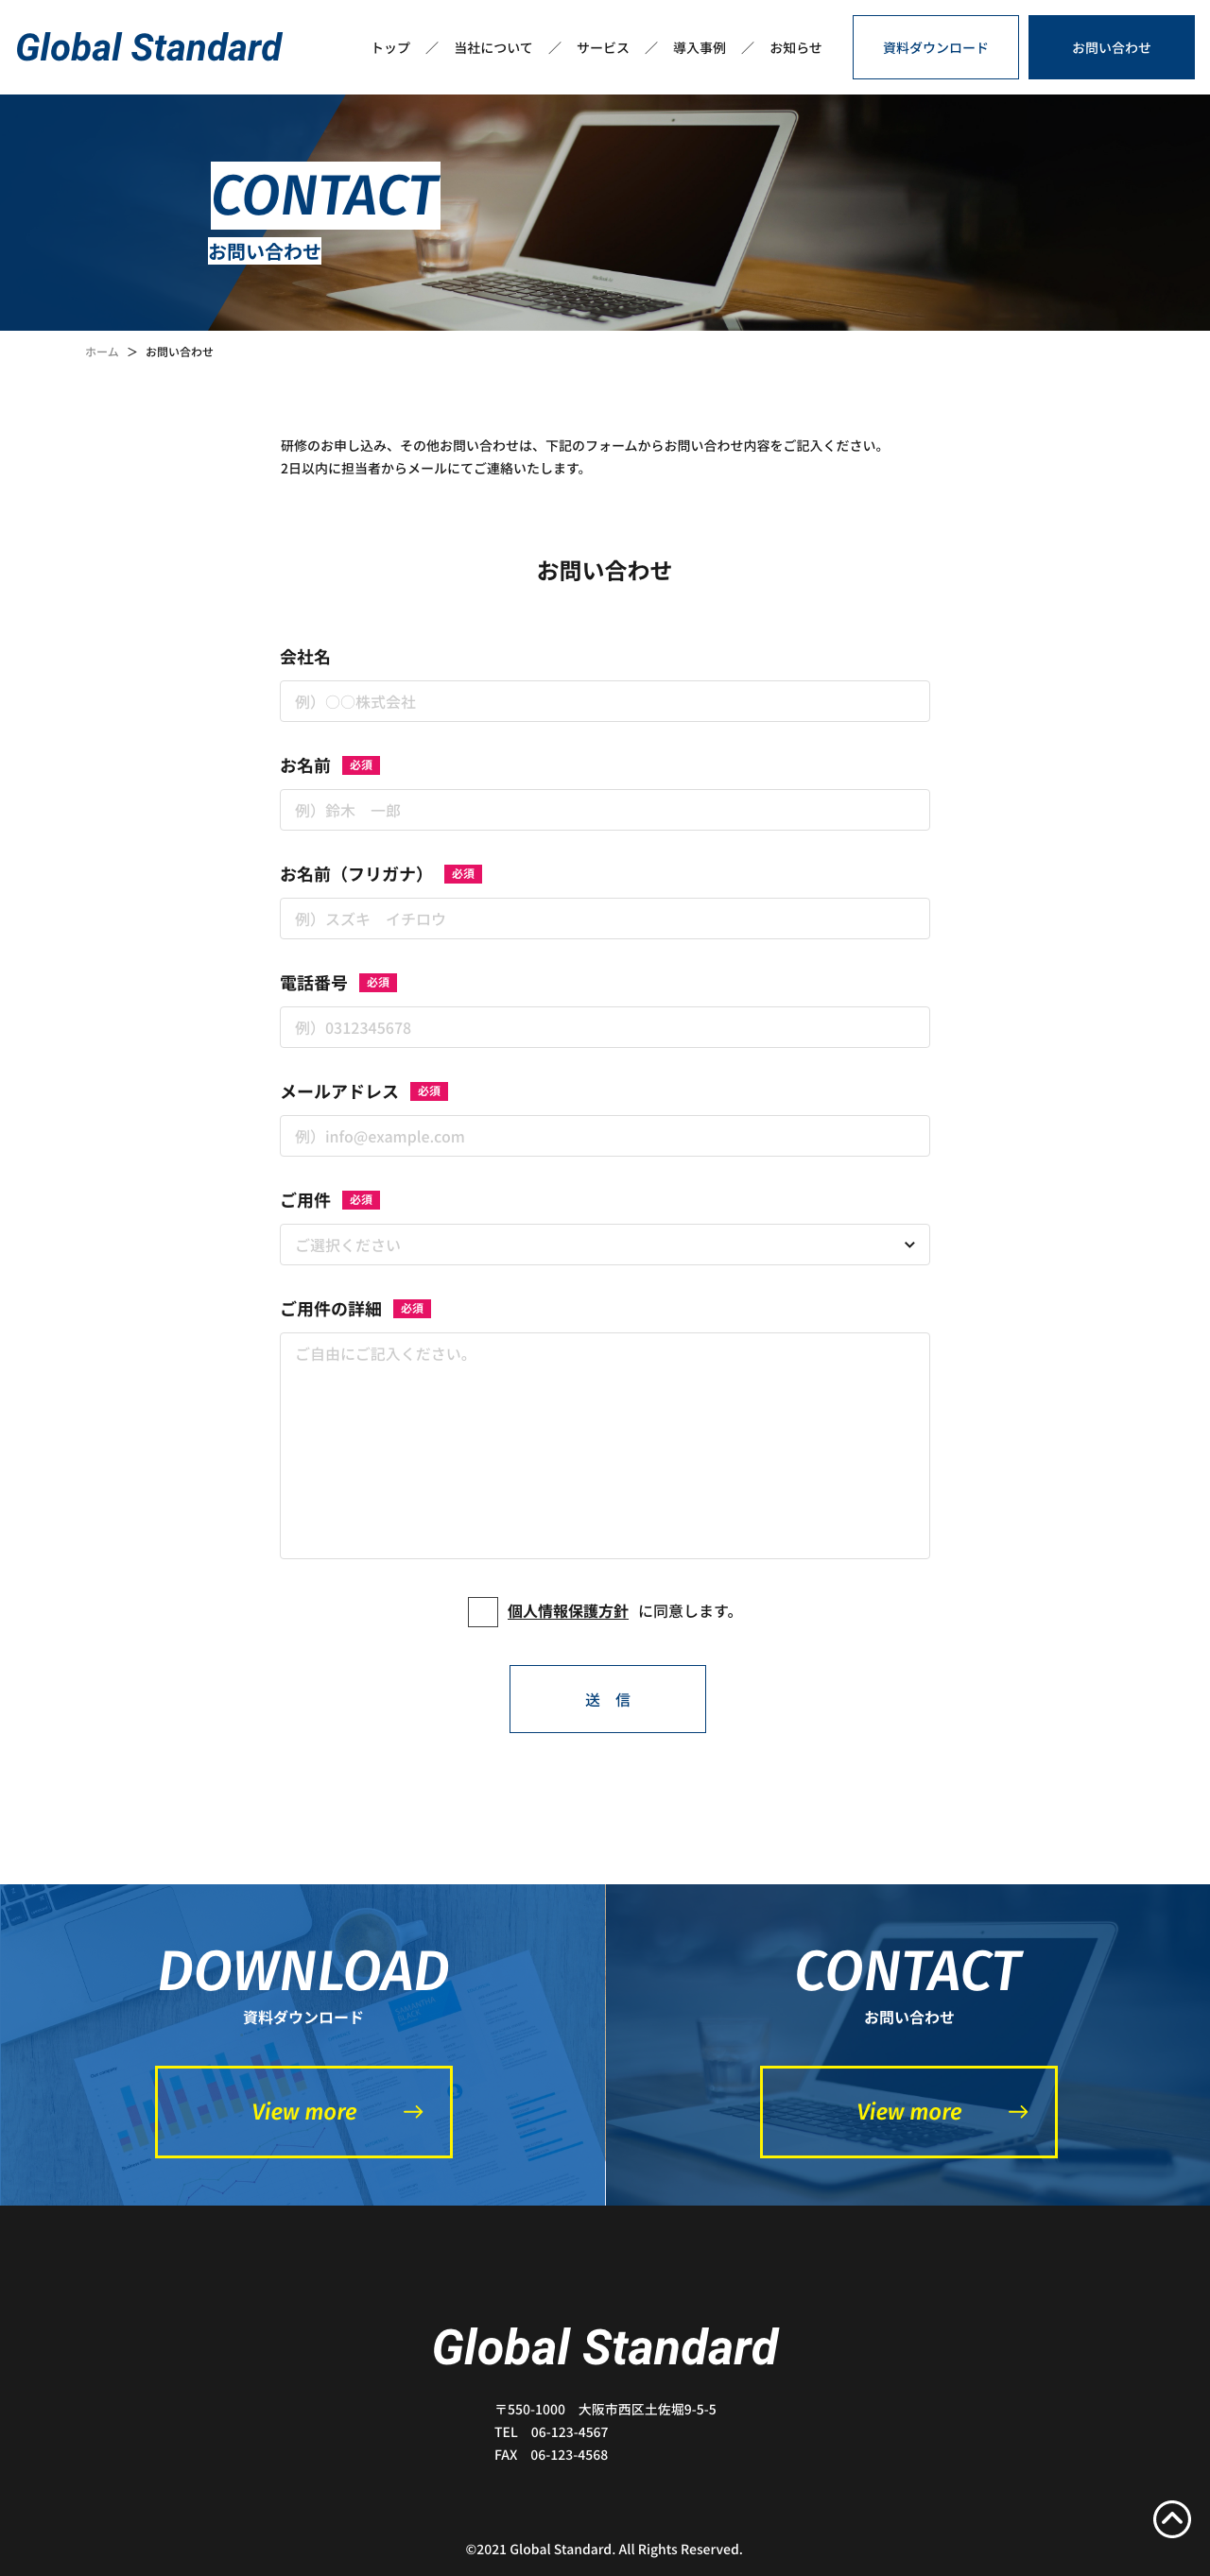 Global Standard
トップ ／ 当社について ／ サービス ／ 導入事例 ／ お知らせ
資料ダウンロード
お問い合わせ
CONTACT
お問い合わせ
ホーム ＞ お問い合わせ
研修のお申し込み、その他お問い合わせは、下記のフォームからお問い合わせ内容をご記入ください。
2日以内に担当者からメールにてご連絡いたします。
お問い合わせ
会社名
例）〇〇株式会社
お名前 必須
例）鈴木　一郎
お名前（フリガナ） 必須
例）スズキ　イチロウ
電話番号 必須
例）0312345678
メールアドレス 必須
例）info@example.com
ご用件 必須
ご選択ください
ご用件の詳細 必須
ご自由にご記入ください。
個人情報保護方針 に同意します。
送　信
DOWNLOAD
資料ダウンロード
View more
CONTACT
お問い合わせ
View more
Global Standard
〒550-1000　大阪市西区土佐堀9-5-5
TEL　06-123-4567
FAX　06-123-4568
©2021 Global Standard. All Rights Reserved.